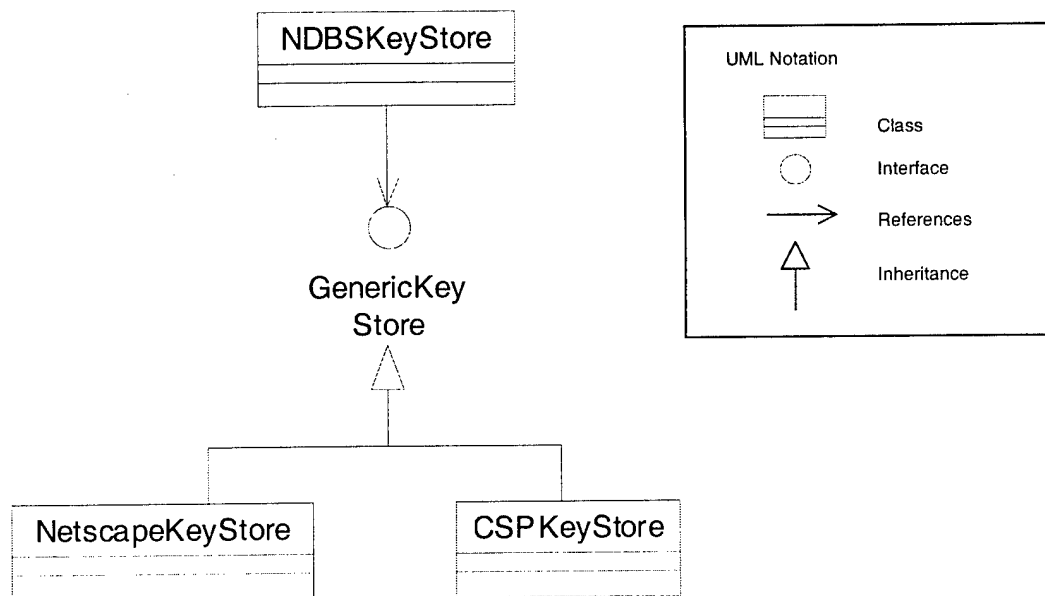 NDBSKeyStore
GenericKey
Store
NetscapeKeyStore
CSPKeyStore
UML Notation
Class
Interface
References
Inheritance